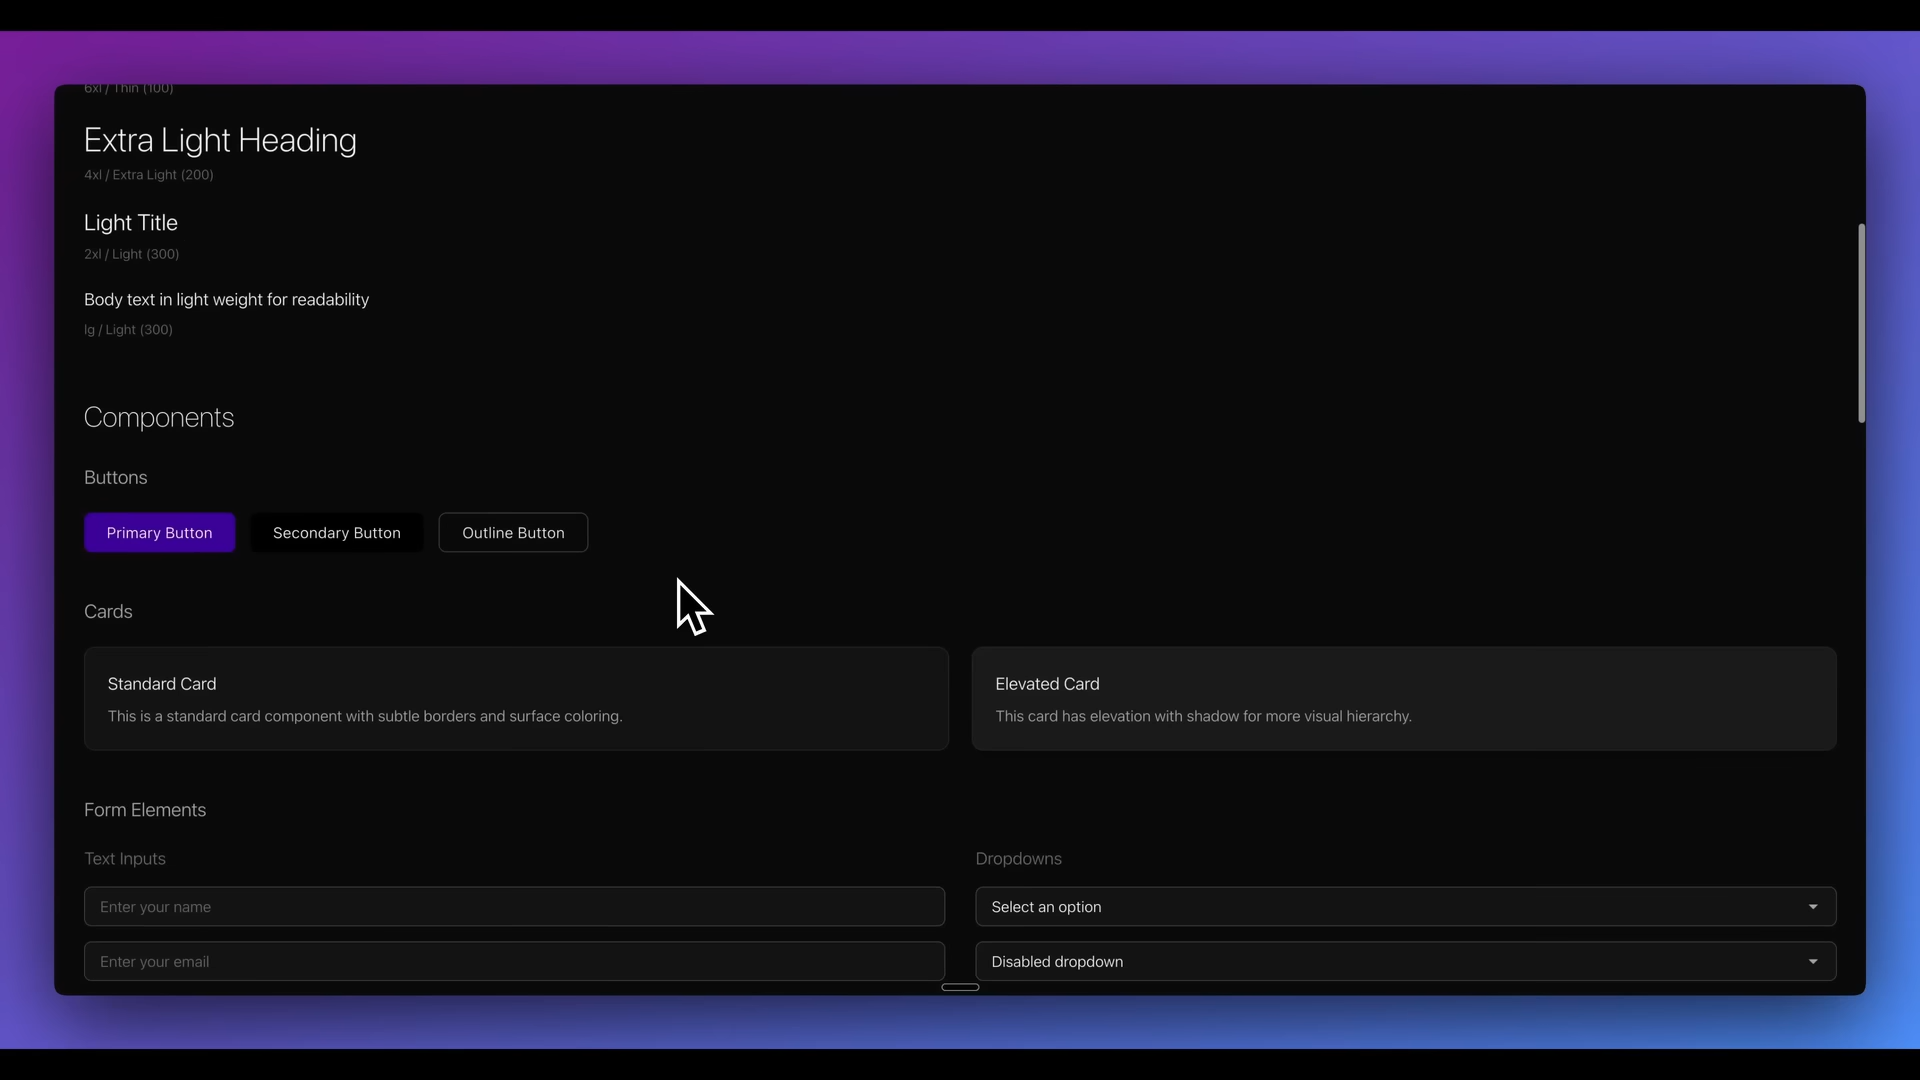 6xl / Thin (100)
Extra Light Heading
4xl / Extra Light (200)
Light Title
2xl / Light (300)
Body text in light weight for readability
lg / Light (300)
Components
Buttons
Primary Button
Secondary Button
Outline Button
Cards
Standard Card
This is a standard card component with subtle borders and surface coloring.
Elevated Card
This card has elevation with shadow for more visual hierarchy.
Form Elements
Text Inputs
Enter your name
Enter your email
Dropdowns
Select an option
Disabled dropdown